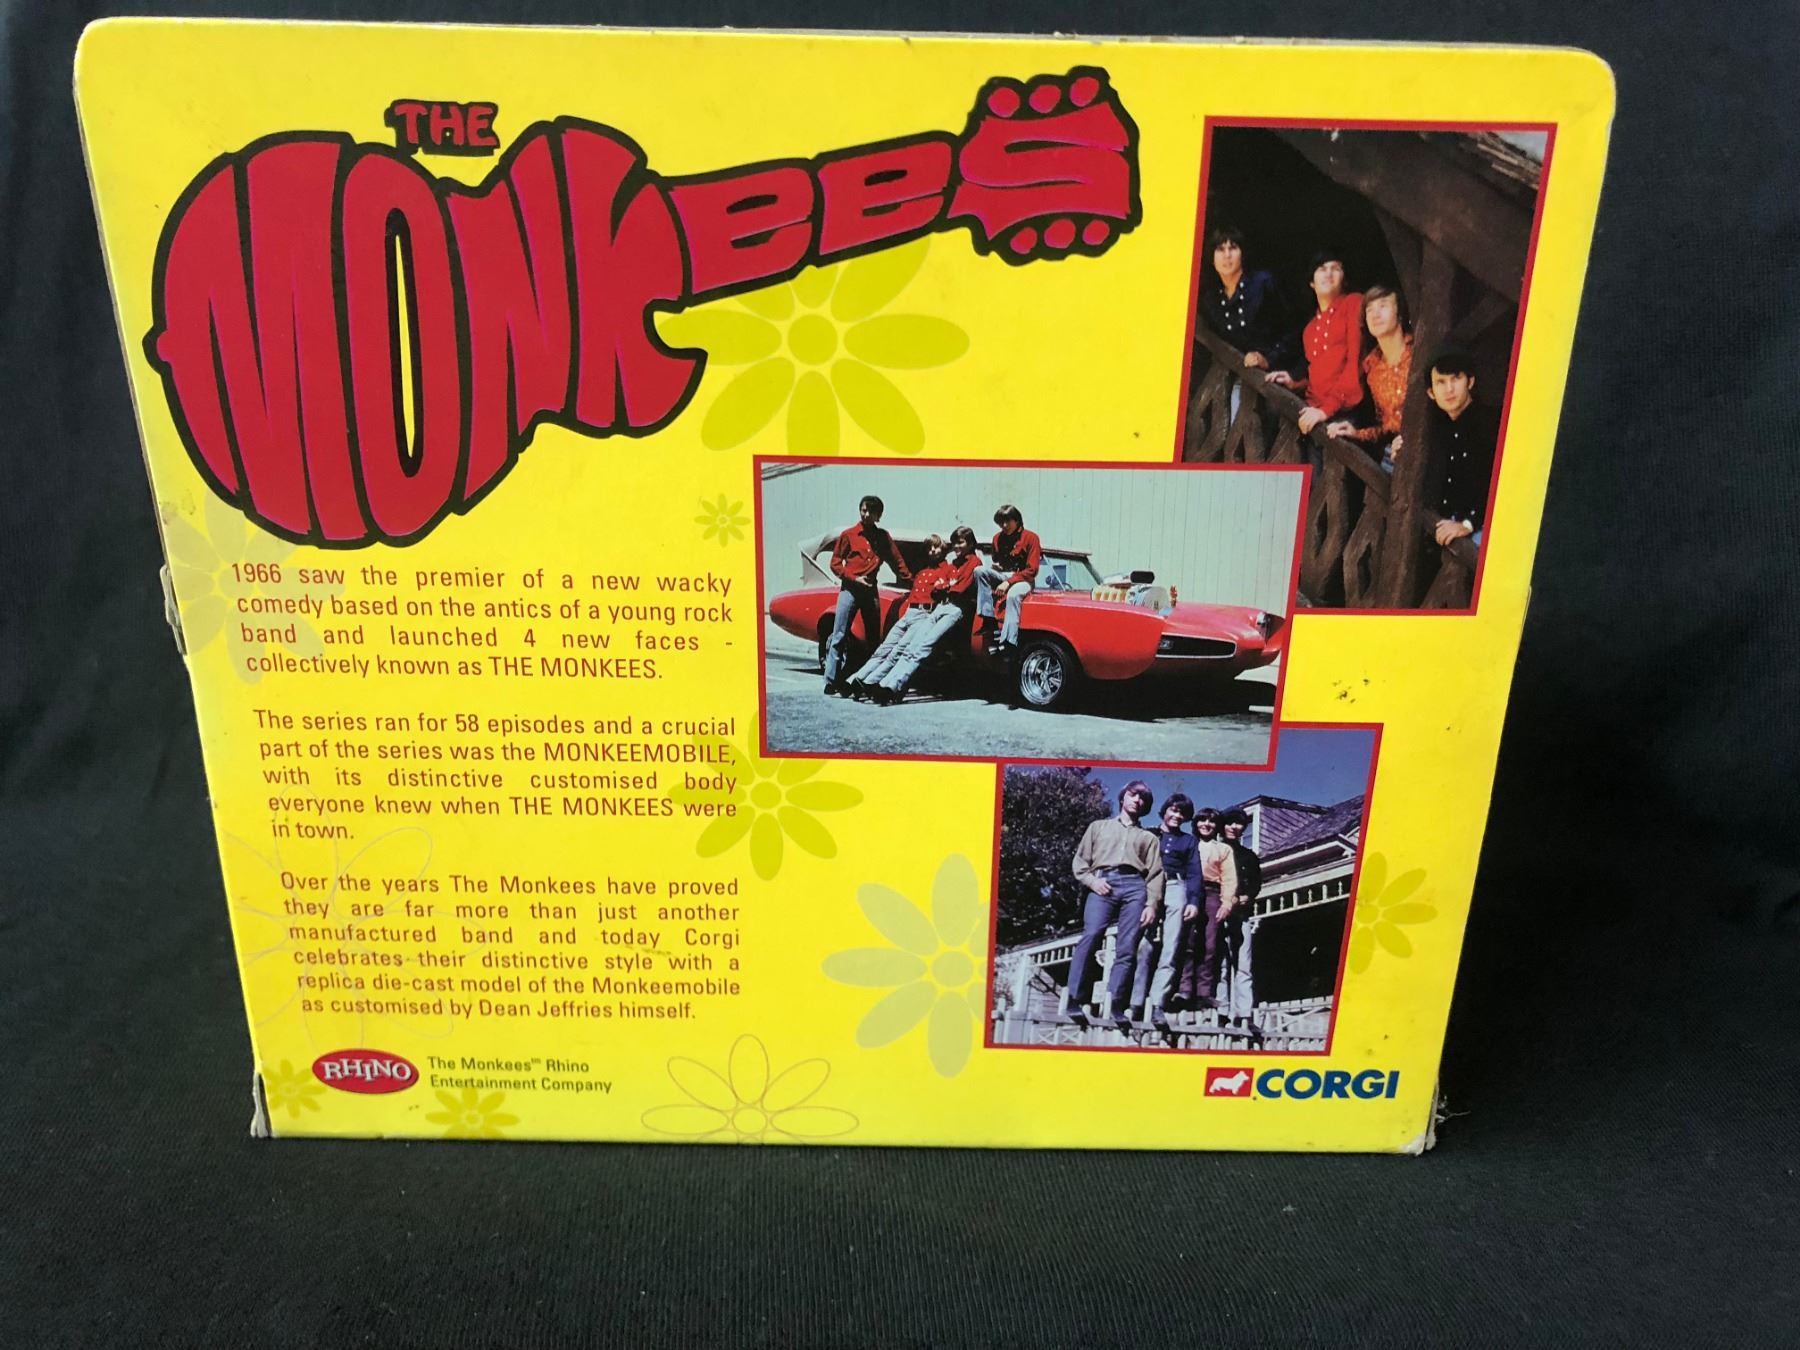 THE
MONKEES
1966 saw the premier of a new wacky
comedy based on the antics of a young rock
band and launched 4 new faces -
collectively known as THE MONKEES.
The series ran for 58 episodes and a crucial
part of the series was the MONKEEMOBILE,
with its distinctive customised body
everyone knew when THE MONKEES were
in town.
Over the years The Monkees have proved
they are far more than just another
manufactured band and today Corgi
celebrates their distinctive style with a
replica die-cast model of the Monkeemobile
as customised by Dean Jeffries himself.
RHINO
The Monkees™ Rhino
Entertainment Company
CORGI